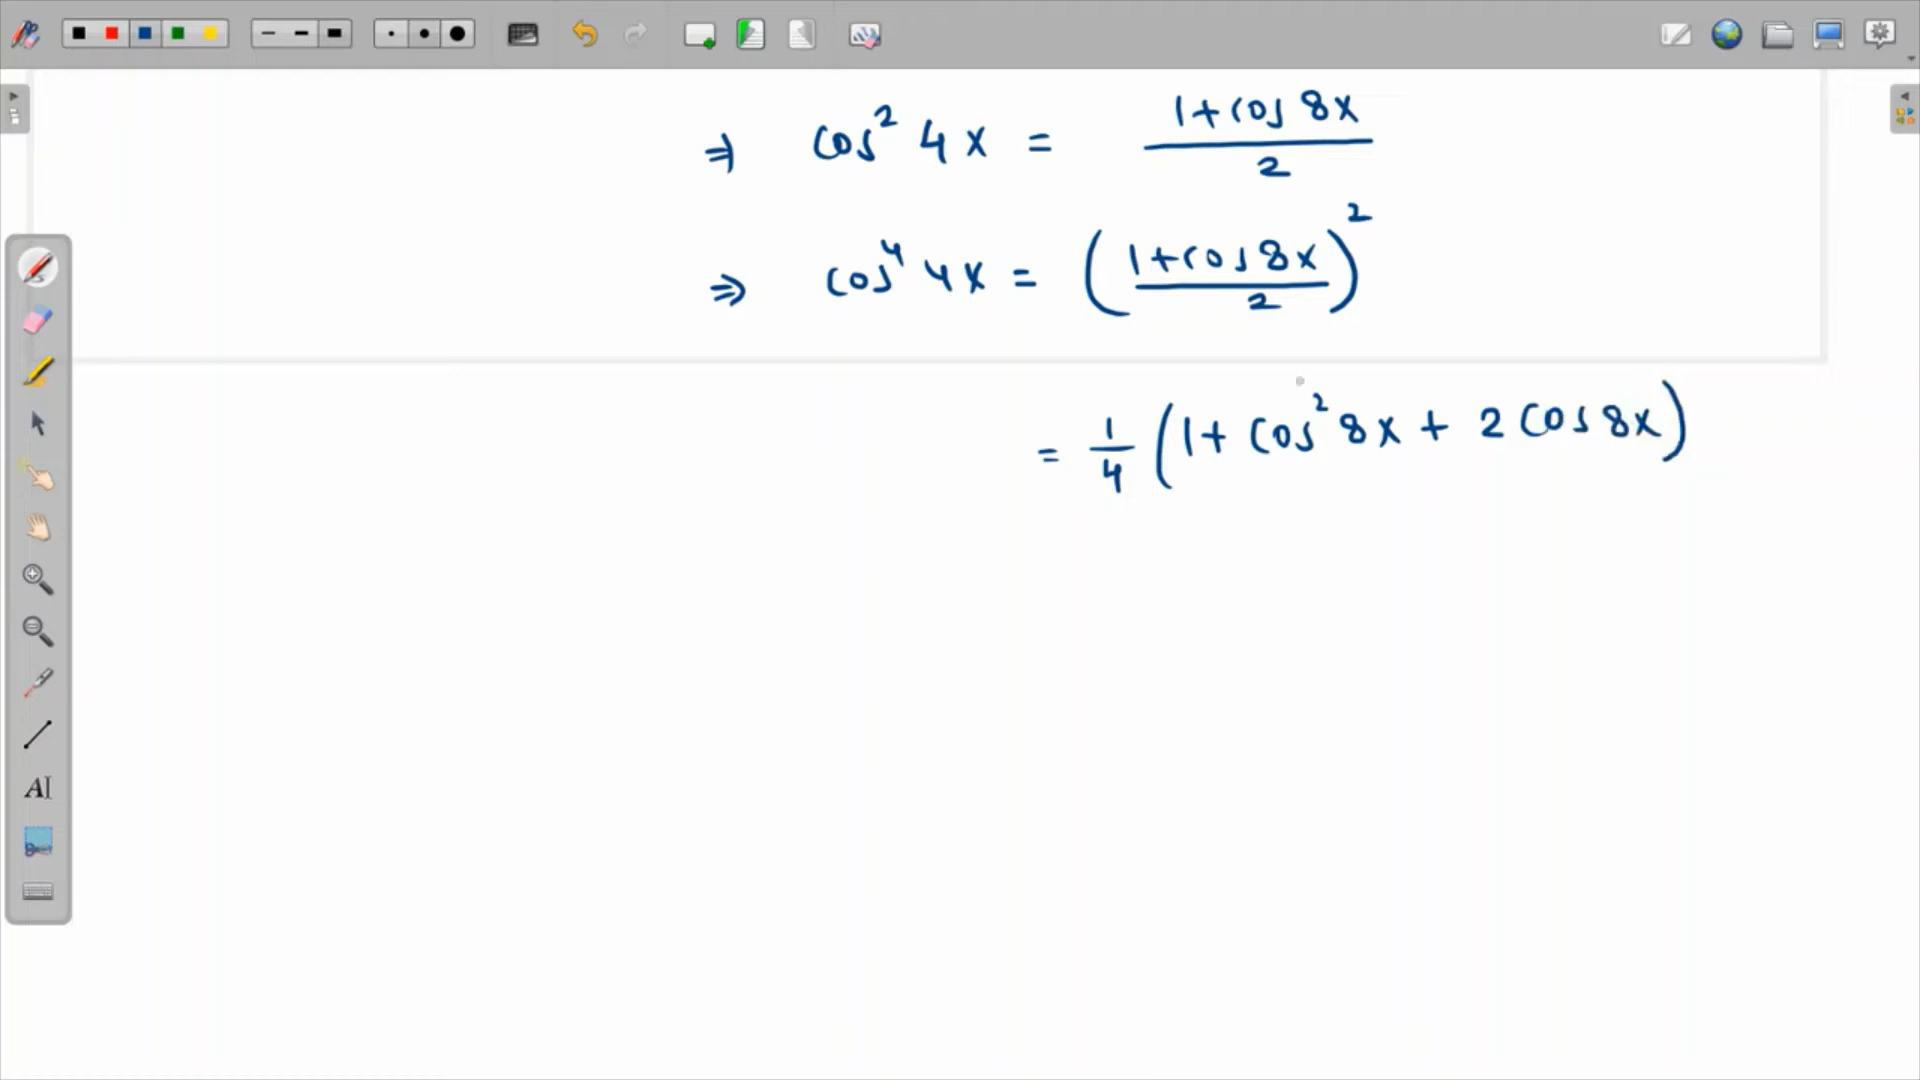 ⇒ cos² 4x = (1+cos 8x)/2
⇒ cos⁴ 4x = ((1+cos 8x)/2)²
= 1/4 (1+ cos² 8x + 2 cos 8x)
AI